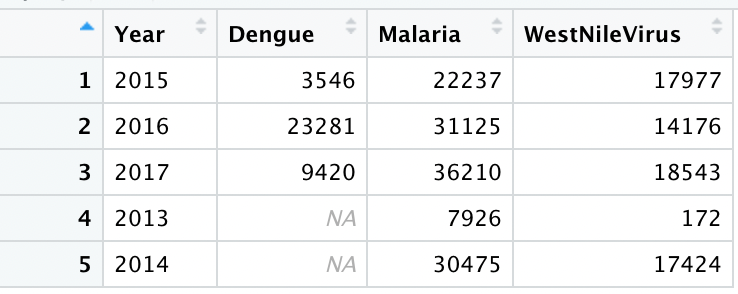 Year Dengue Malaria WestNileVirus
1 2015 3546 22237 17977
2 2016 23281 31125 14176
3 2017 9420 36210 18543
4 2013 NA 7926 172
5 2014 NA 30475 17424